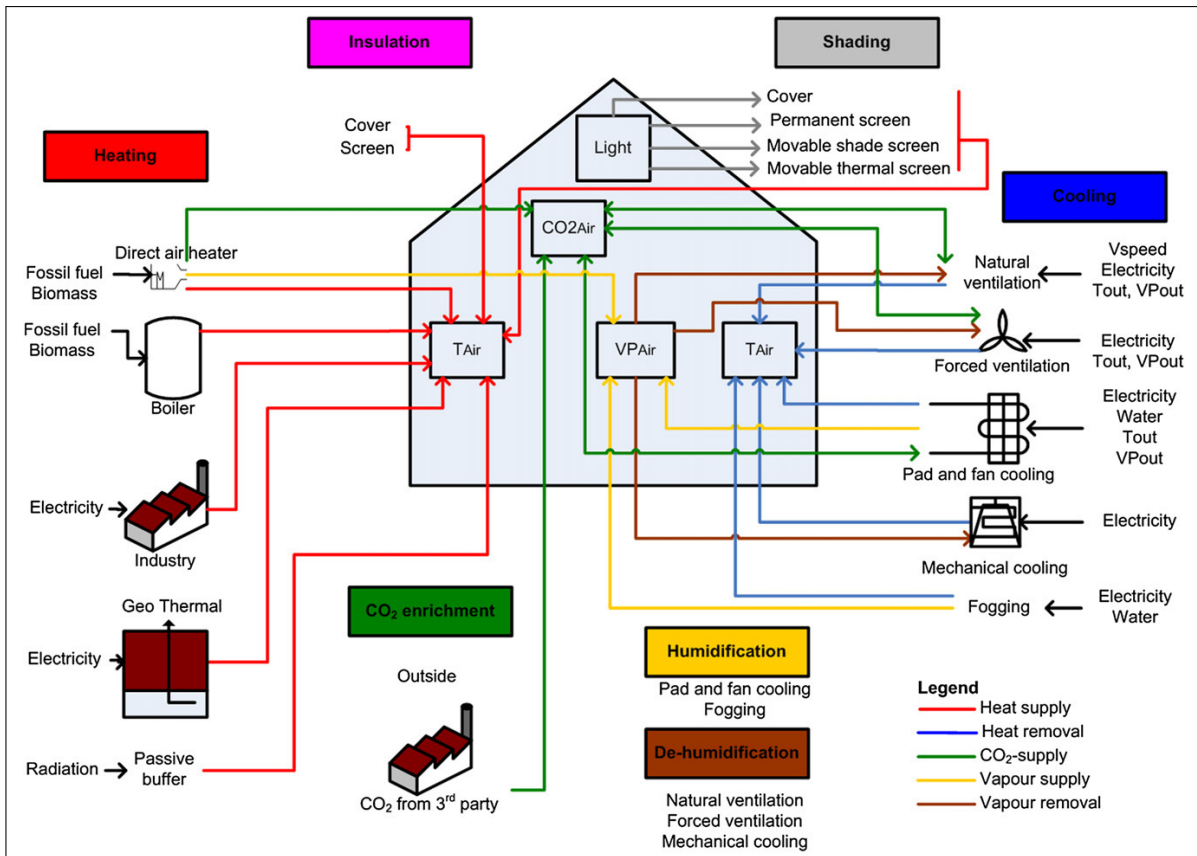 Insulation
Shading
Heating
Cover
Screen
Cover
Permanent screen
Movable shade screen
Movable thermal screen
Light
Cooling
CO2Air
Direct air heater
Fossil fuel
Biomass
M
Natural
ventilation
Vspeed
Electricity
Tout, VPout
Fossil fuel
Biomass
Boiler
TAir
VPAir
TAir
Forced ventilation
Electricity
Tout, VPout
Pad and fan cooling
Electricity
Water
Tout
VPout
Electricity
Industry
Mechanical cooling
Electricity
Geo Thermal
Electricity
CO2 enrichment
Fogging
Electricity
Water
Humidification
Pad and fan cooling
Fogging
Outside
Radiation
Passive
buffer
CO2 from 3rd party
De-humidification
Natural ventilation
Forced ventilation
Mechanical cooling
Legend
Heat supply
Heat removal
CO2-supply
Vapour supply
Vapour removal